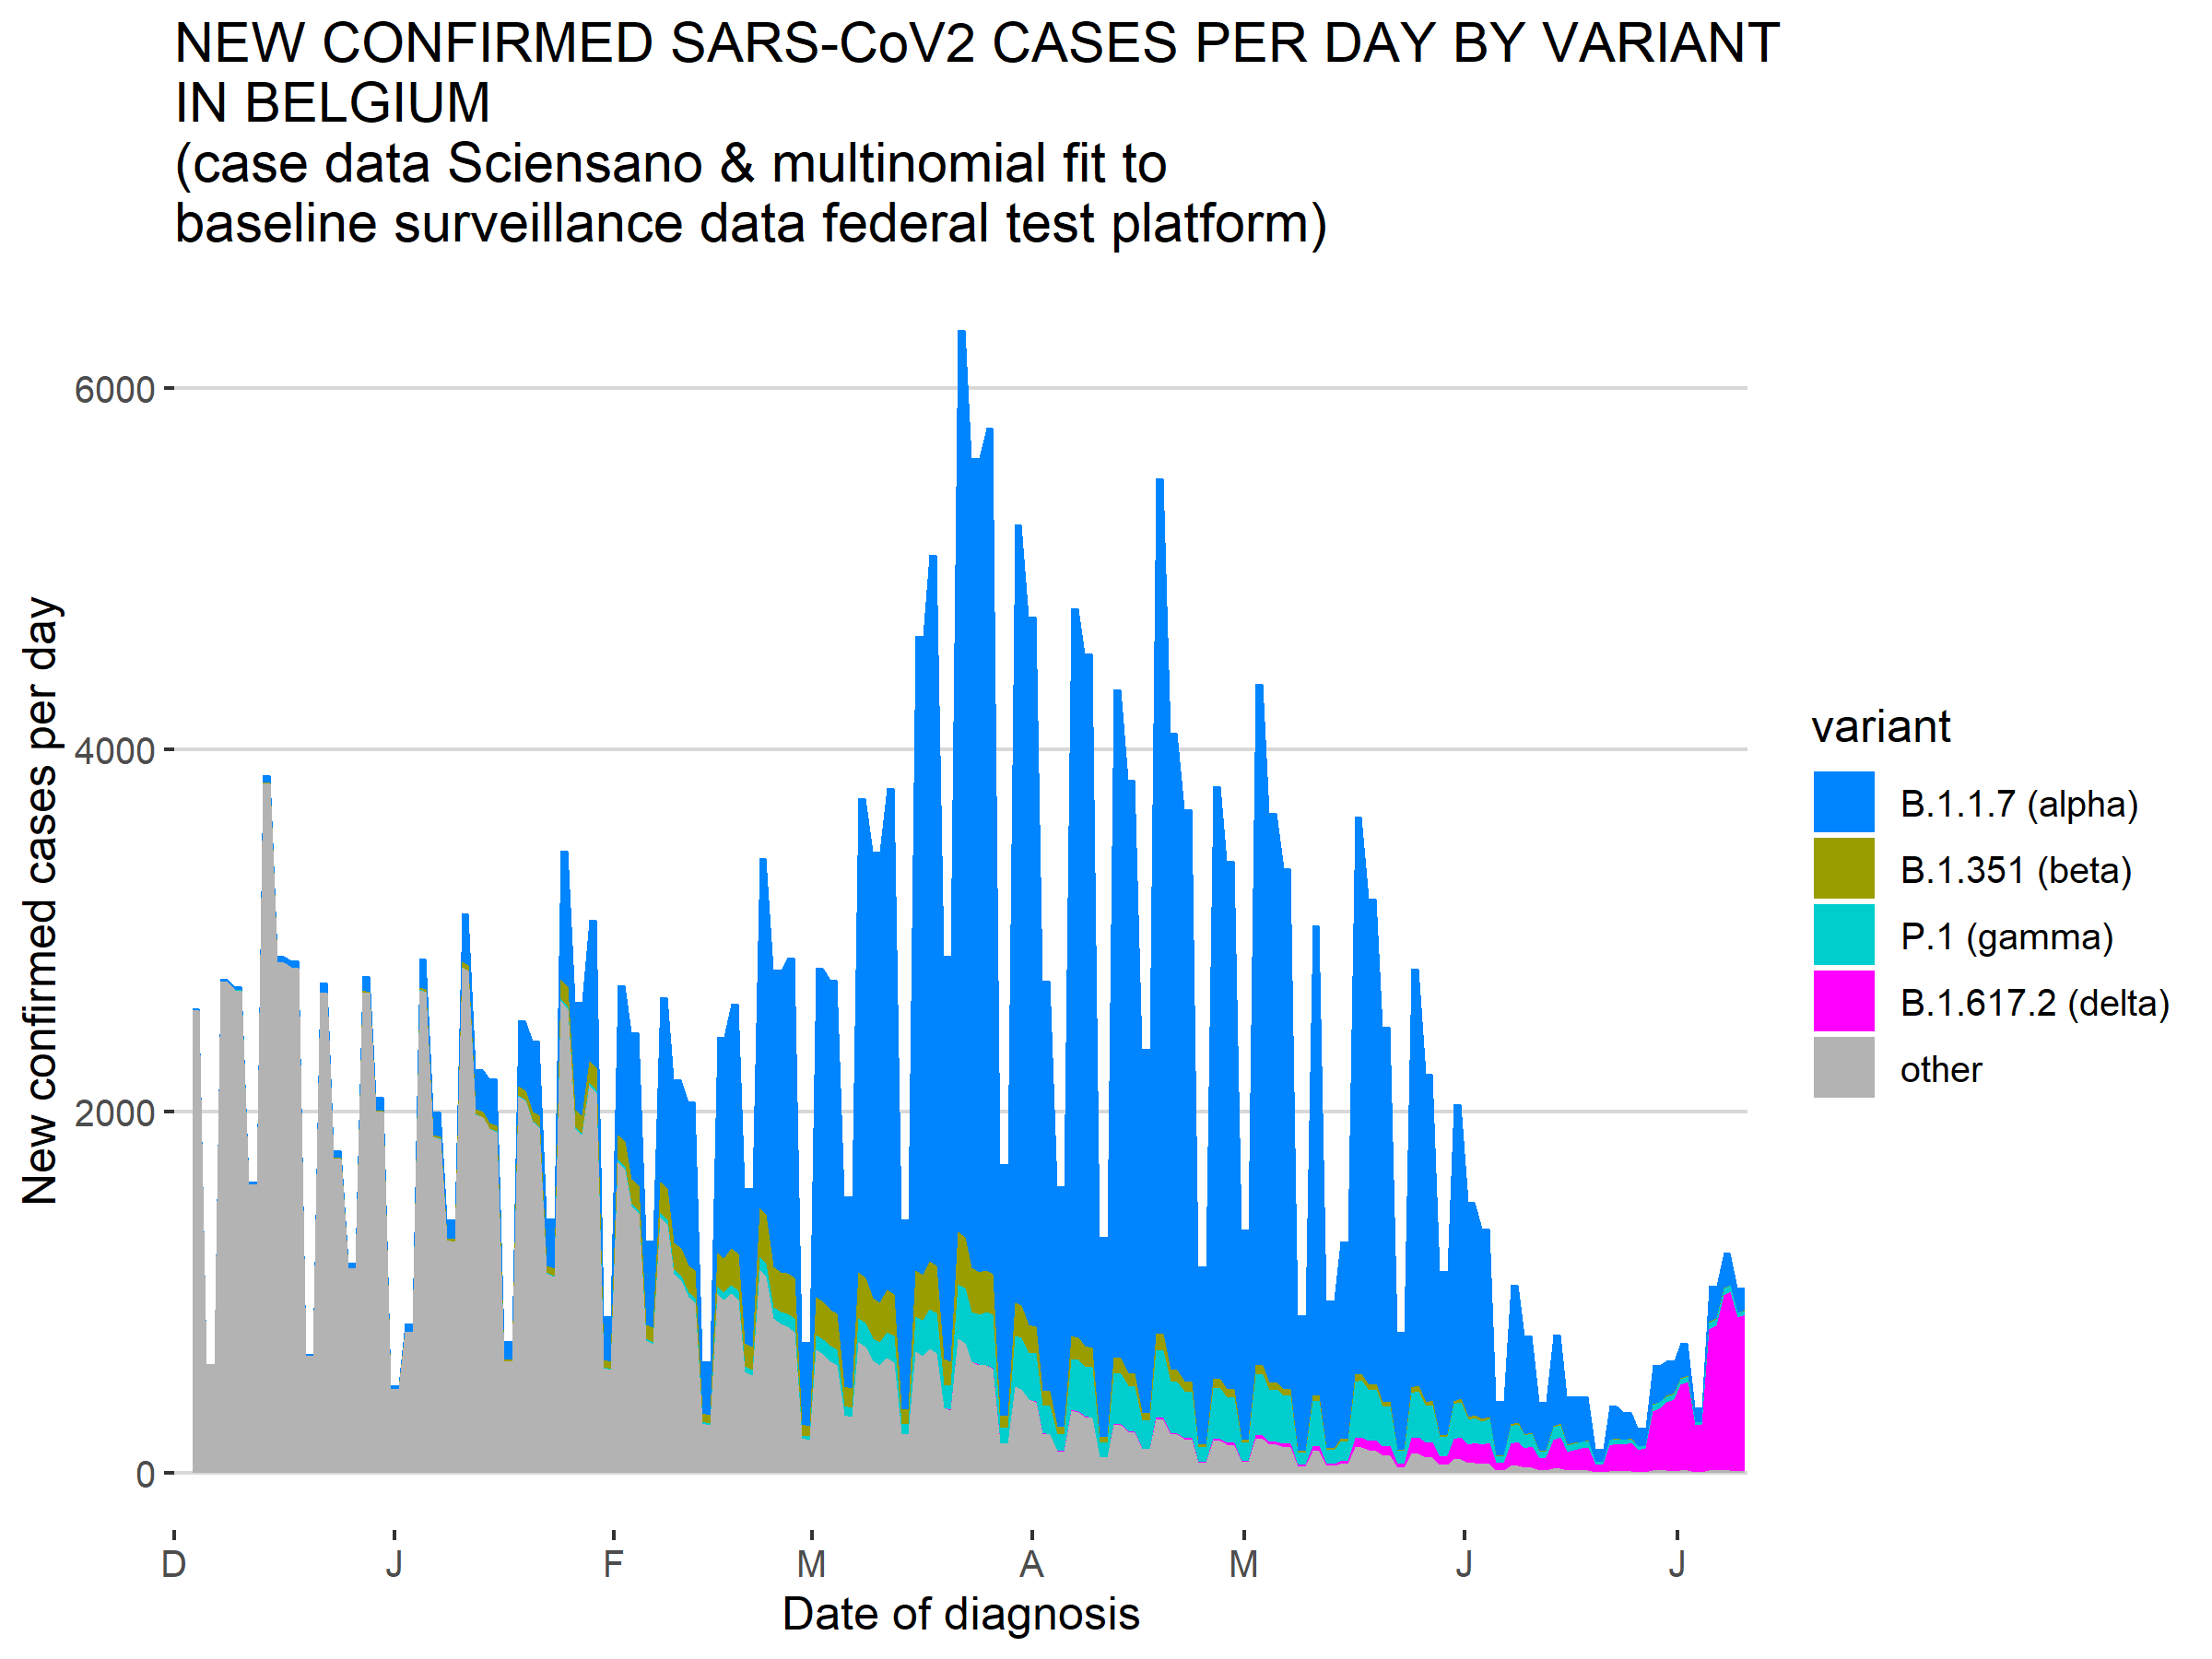 NEW CONFIRMED SARS-CoV2 CASES PER DAY BY VARIANT
IN BELGIUM
(case data Sciensano & multinomial fit to
baseline surveillance data federal test platform)
New confirmed cases per day
6000
4000
2000
0
D J F M A M J J
Date of diagnosis
variant
B.1.1.7 (alpha)
B.1.351 (beta)
P.1 (gamma)
B.1.617.2 (delta)
other